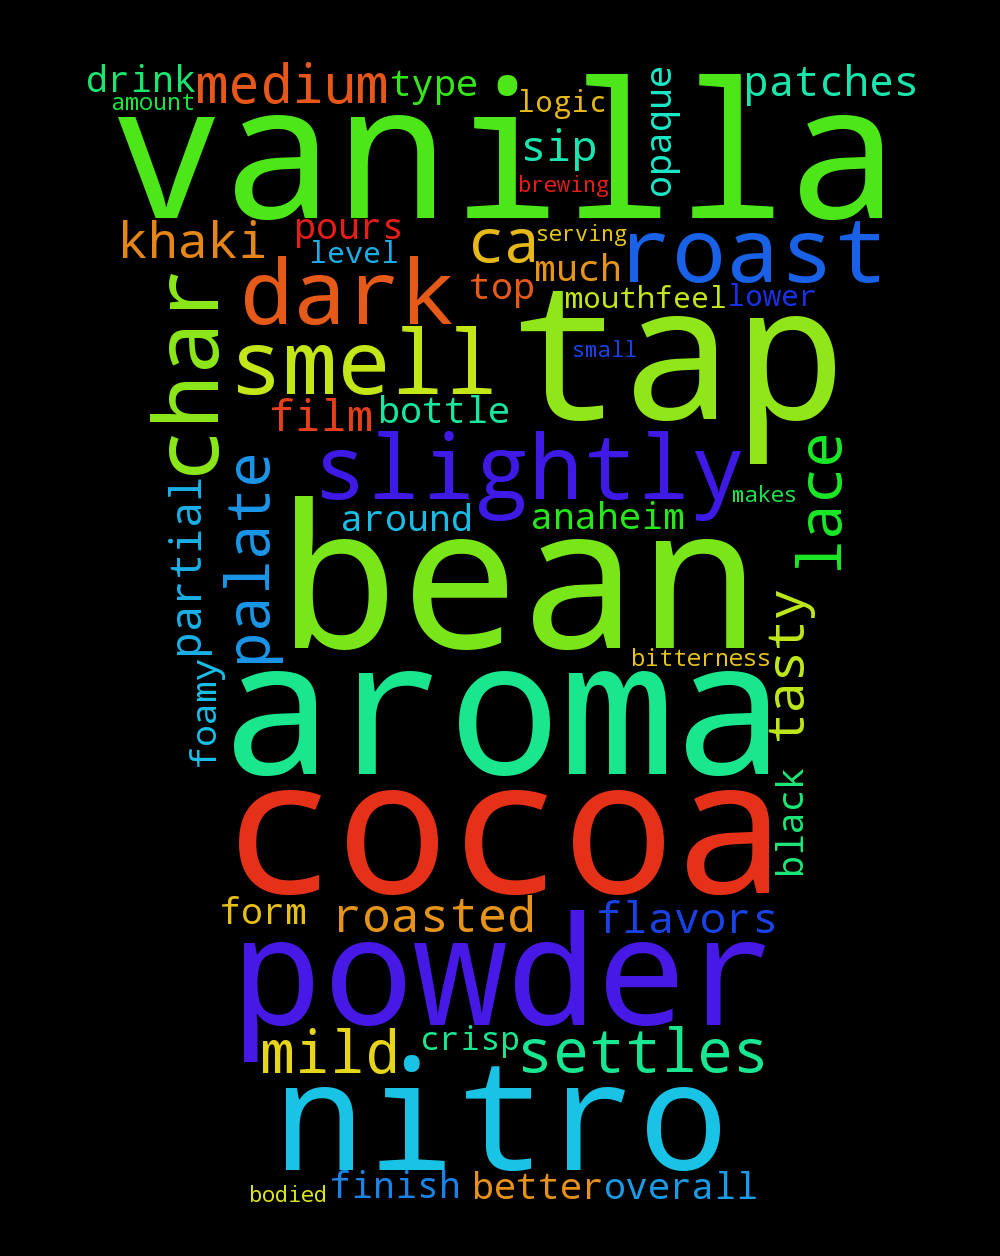 drink
medium
type
logic
opaque
patches
amount
vanilla
sip
brewing
khaki
pours
level
ca
serving
roast
much
char
dark
top
mouthfeel
lower
tap
smell
small
film
bottle
slightly
lace
partial
palate
around
anaheim
makes
bean
tasty
bitterness
foamy
aroma
black
cocoa
form
roasted
flavors
powder
mild
crisp
settles
nitro
bodied
finish
better
overall